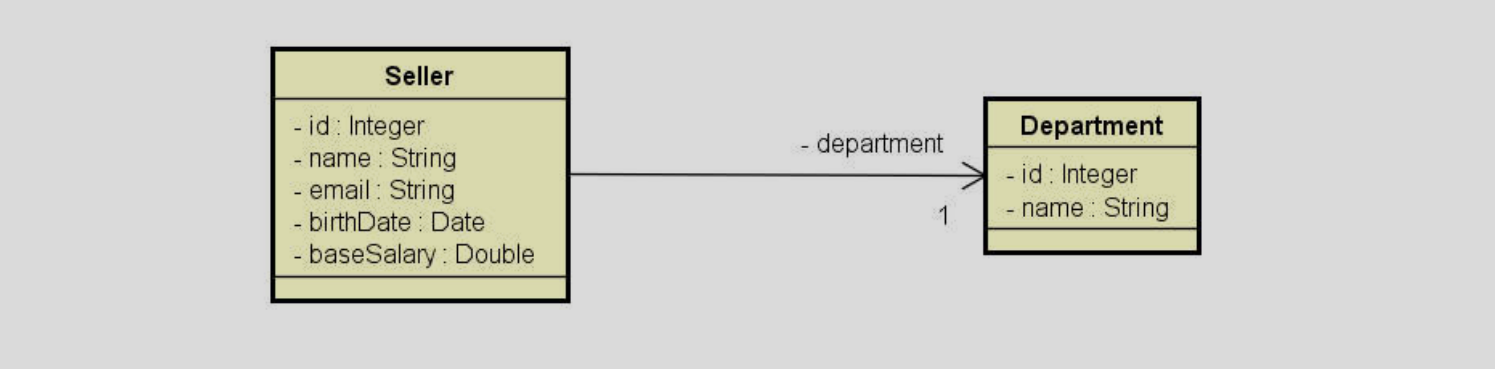 Seller
- id : Integer
- name : String
- email : String
- birthDate : Date
- baseSalary : Double
- department
1
Department
- id : Integer
- name : String